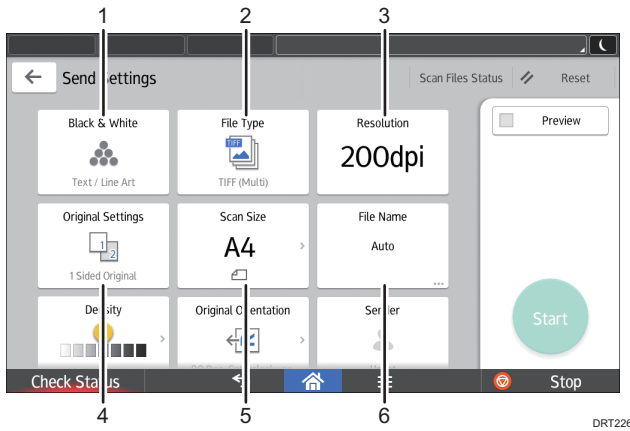 1 2 3
Send Settings Scan Files Status Reset
Black & White File Type Resolution Preview
TIFF
200dpi
Text / Line Art TIFF (Multi)
Original Settings Scan Size File Name
1 2 A4 Auto
1 Sided Original
...
Density Original Orientation Sender
Start
Check Status Stop
4 5 6
DRT226